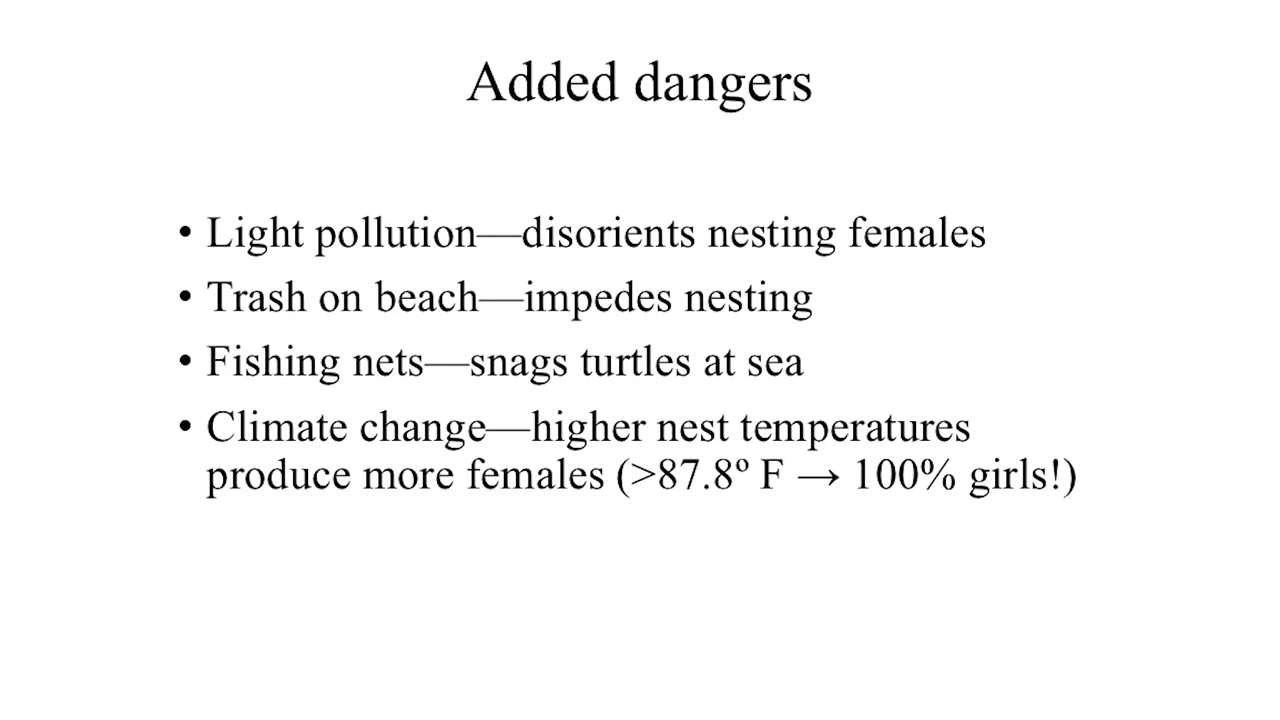 Added dangers
• Light pollution—disorients nesting females
• Trash on beach—impedes nesting
• Fishing nets—snags turtles at sea
• Climate change—higher nest temperatures
produce more females (>87.8º F → 100% girls!)